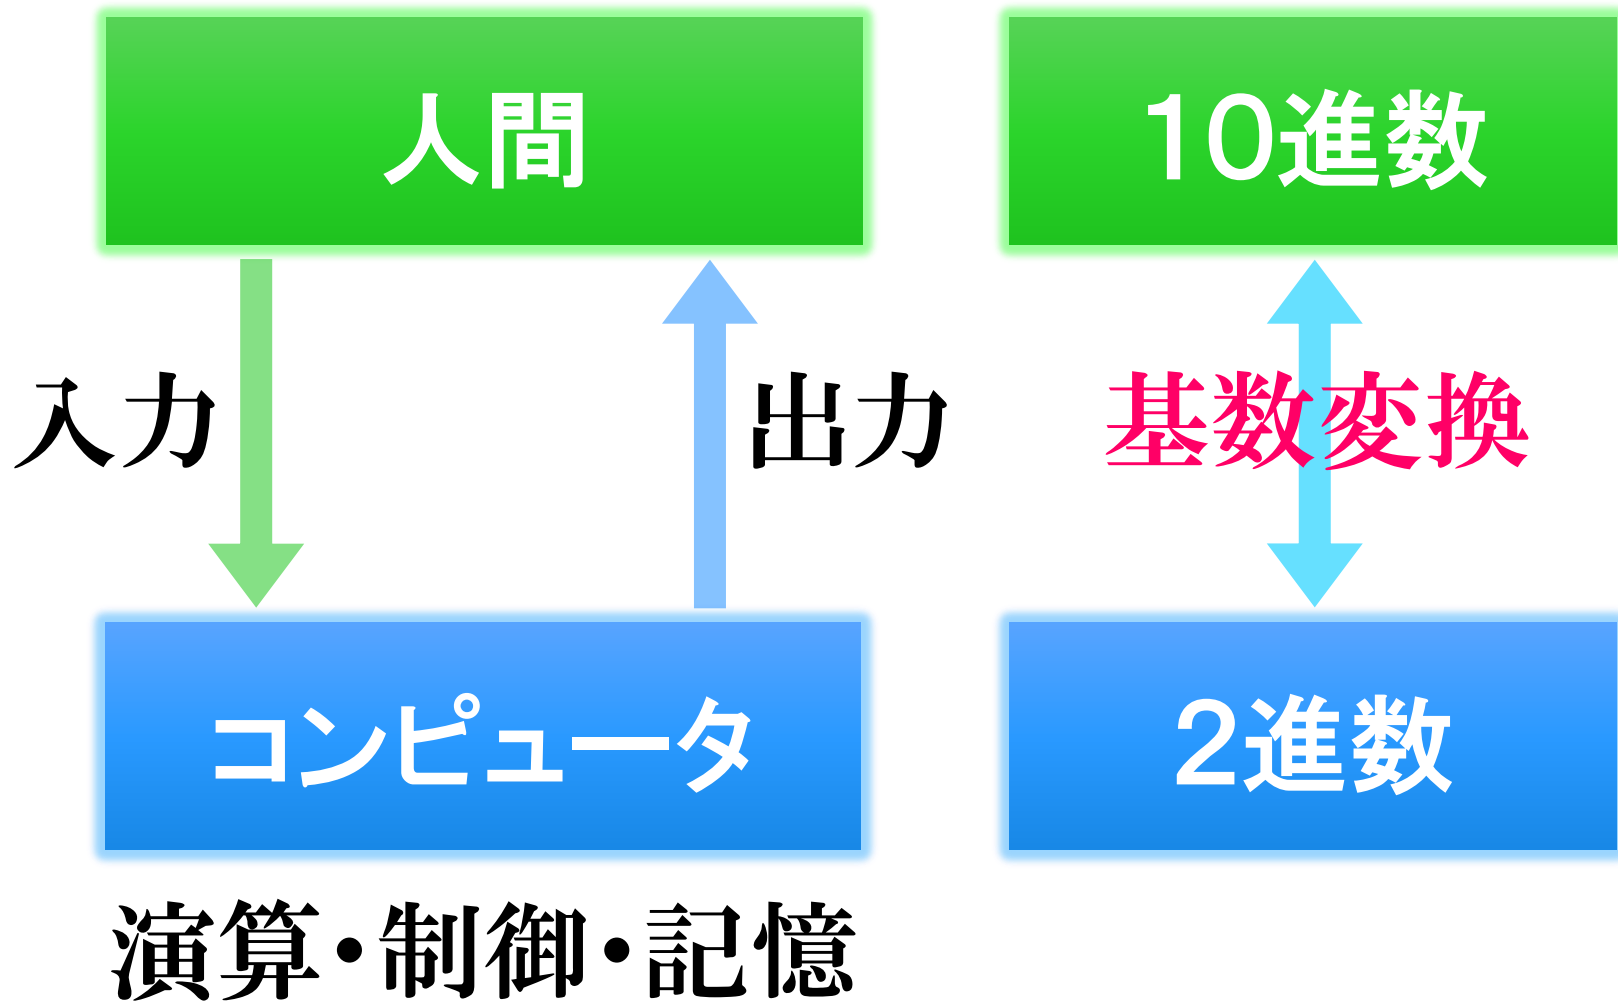 人間
10進数
入力
出力
基数変換
コンピュータ
2進数
演算・制御・記憶